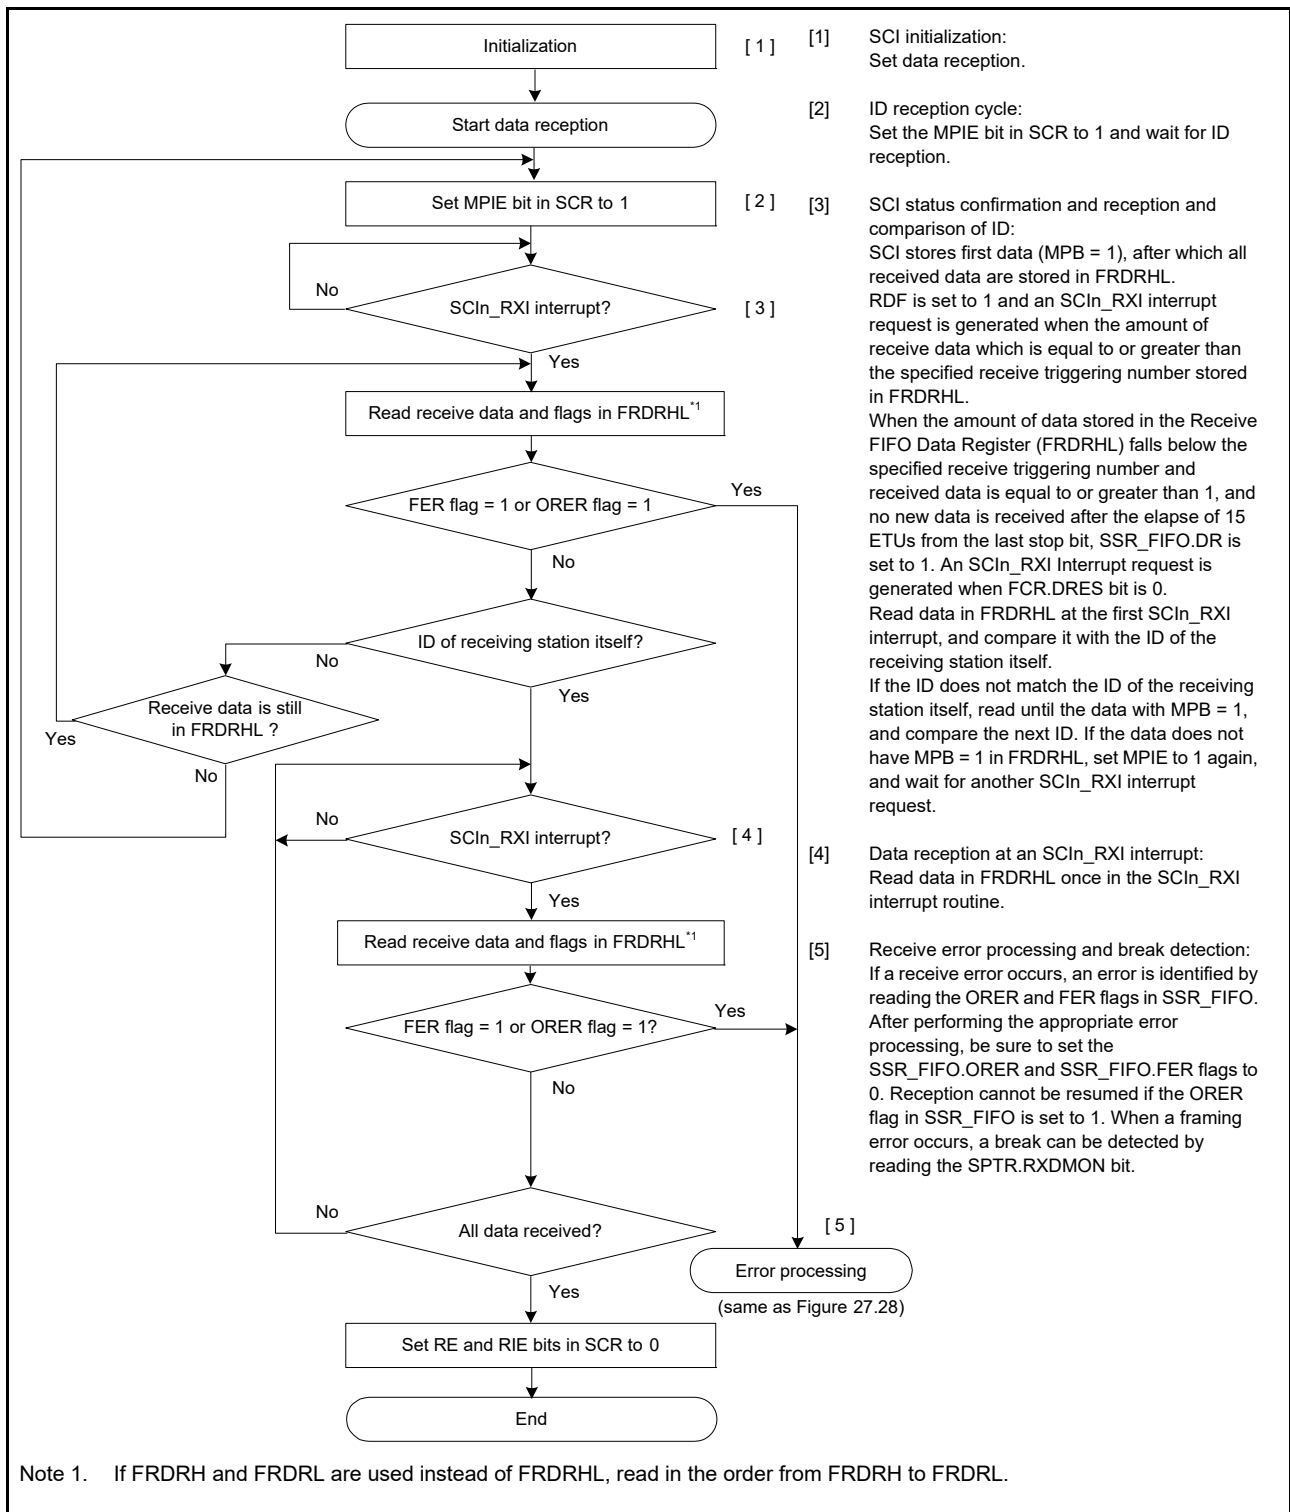 Initialization
[ 1 ]
Start data reception
Set MPIE bit in SCR to 1
[ 2 ]
No
SCIn_RXI interrupt?
[ 3 ]
Yes
Read receive data and flags in FRDRHL*1
FER flag = 1 or ORER flag = 1
Yes
No
ID of receiving station itself?
No
Yes
Receive data is still
in FRDRHL ?
Yes
No
No
SCIn_RXI interrupt?
[ 4 ]
Yes
Read receive data and flags in FRDRHL*1
FER flag = 1 or ORER flag = 1?
Yes
No
No
All data received?
Yes
[ 5 ]
Error processing
(same as Figure 27.28)
Set RE and RIE bits in SCR to 0
End
[1] SCI initialization:
Set data reception.
[2] ID reception cycle:
Set the MPIE bit in SCR to 1 and wait for ID
reception.
[3] SCI status confirmation and reception and
comparison of ID:
SCI stores first data (MPB = 1), after which all
received data are stored in FRDRHL.
RDF is set to 1 and an SCIn_RXI interrupt
request is generated when the amount of
receive data which is equal to or greater than
the specified receive triggering number stored
in FRDRHL.
When the amount of data stored in the Receive
FIFO Data Register (FRDRHL) falls below the
specified receive triggering number and
received data is equal to or greater than 1, and
no new data is received after the elapse of 15
ETUs from the last stop bit, SSR_FIFO.DR is
set to 1. An SCIn_RXI Interrupt request is
generated when FCR.DRES bit is 0.
Read data in FRDRHL at the first SCIn_RXI
interrupt, and compare it with the ID of the
receiving station itself.
If the ID does not match the ID of the receiving
station itself, read until the data with MPB = 1,
and compare the next ID. If the data does not
have MPB = 1 in FRDRHL, set MPIE to 1 again,
and wait for another SCIn_RXI interrupt
request.
[4] Data reception at an SCIn_RXI interrupt:
Read data in FRDRHL once in the SCIn_RXI
interrupt routine.
[5] Receive error processing and break detection:
If a receive error occurs, an error is identified by
reading the ORER and FER flags in SSR_FIFO.
After performing the appropriate error
processing, be sure to set the
SSR_FIFO.ORER and SSR_FIFO.FER flags to
0. Reception cannot be resumed if the ORER
flag in SSR_FIFO is set to 1. When a framing
error occurs, a break can be detected by
reading the SPTR.RXDMON bit.
Note 1. If FRDRH and FRDRL are used instead of FRDRHL, read in the order from FRDRH to FRDRL.